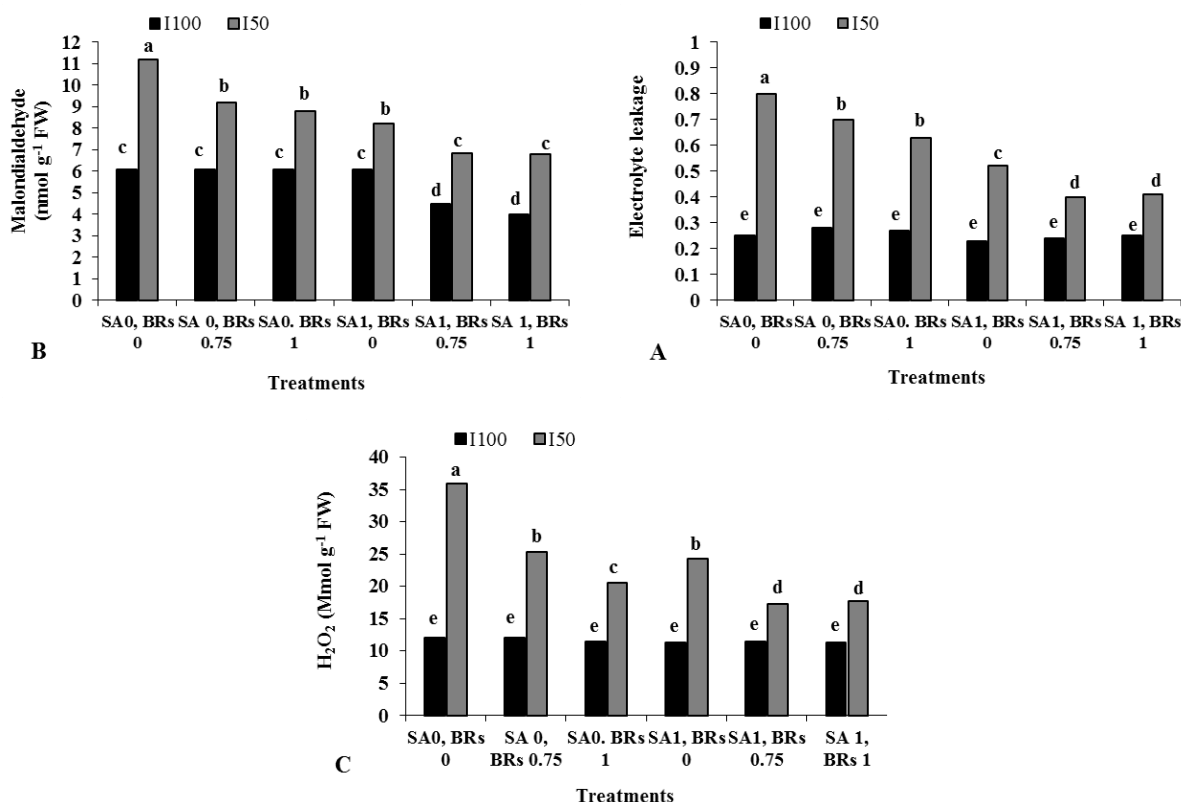 I100 I50
Malondialdehyde
(nmol g-1 FW)
12
11
10
9
8
7
6
5
4
3
2
1
0
c a c b c b c b d c d c
SA0, BRs SA 0, BRs SA0. BRs SA1, BRs SA1, BRs SA 1, BRs
0 0.75 1 0 0.75 1
B
Treatments
I100 I50
Electrolyte leakage
1
0.9
0.8
0.7
0.6
0.5
0.4
0.3
0.2
0.1
0
e a e b e b e c e d e d
SA0, BRs SA 0, BRs SA0. BRs SA1, BRs SA1, BRs SA 1, BRs
0 0.75 1 0 0.75 1
A
Treatments
I100 I50
H2O2 (Mmol g-1 FW)
40
35
30
25
20
15
10
5
0
e a e b e c e b e d e d
SA0, BRs SA 0, SA0. BRs SA1, BRs SA1, BRs SA 1,
0 BRs 0.75 1 0 0.75 BRs 1
C
Treatments